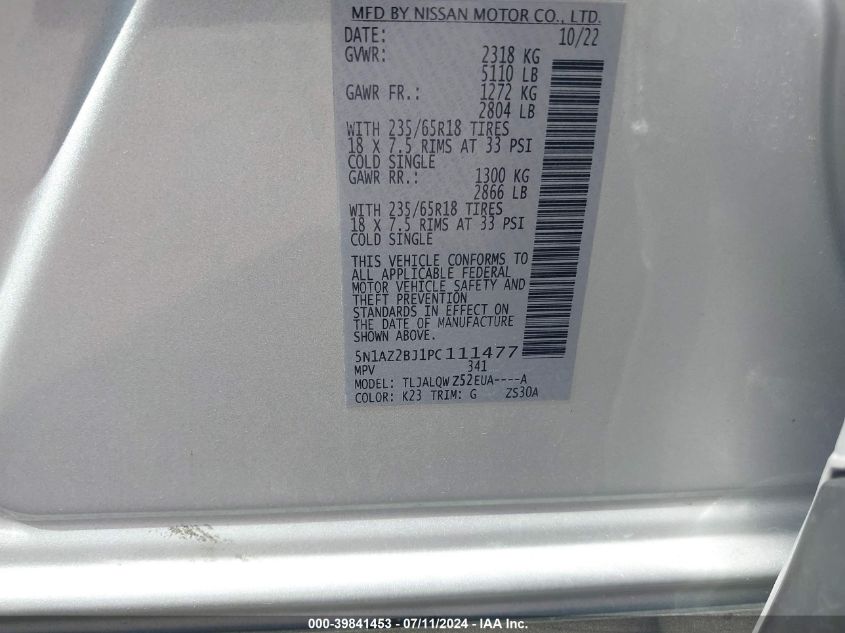 MFD BY NISSAN MOTOR CO., LTD.
DATE: 10/22
GVWR: 2318 KG
5110 LB
GAWR FR.: 1272 KG
2804 LB
WITH 235/65R18 TIRES
18 X 7.5 RIMS AT 33 PSI
COLD SINGLE
GAWR RR.: 1300 KG
2866 LB
WITH 235/65R18 TIRES
18 X 7.5 RIMS AT 33 PSI
COLD SINGLE
THIS VEHICLE CONFORMS TO
ALL APPLICABLE FEDERAL
MOTOR VEHICLE SAFETY AND
THEFT PREVENTION
STANDARDS IN EFFECT ON
THE DATE OF MANUFACTURE
SHOWN ABOVE.
5N1AZ2BJ1PC111477
MPV 341
MODEL: TLJALQWZ52EUA----A
COLOR: K23 TRIM: G ZS30A
000-39841453 - 07/11/2024 - IAA Inc.